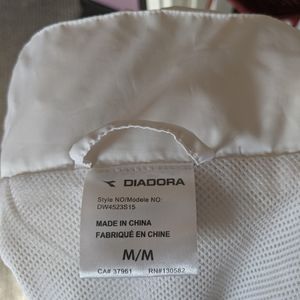 DIADORA
Style NO/Modele NO:
DW4523S15
MADE IN CHINA
FABRIQUÉ EN CHINE
M/M
CA# 37961 RN#130582